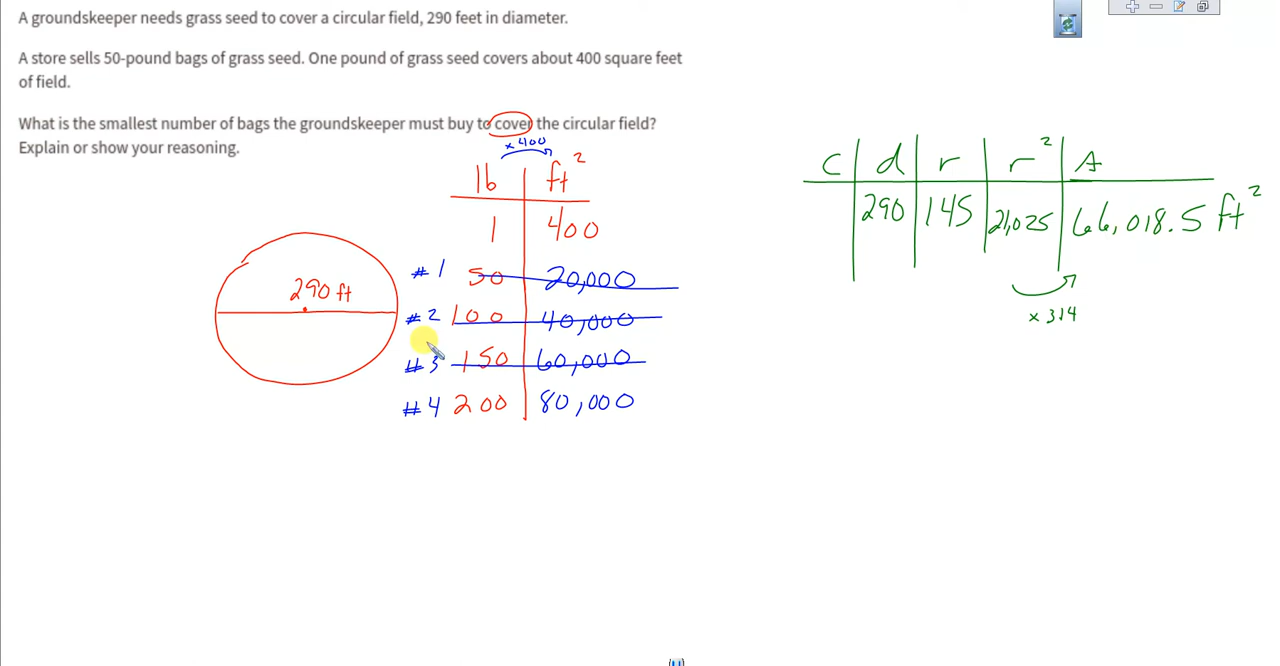 A groundskeeper needs grass seed to cover a circular field, 290 feet in diameter.
A store sells 50-pound bags of grass seed. One pound of grass seed covers about 400 square feet
of field.
What is the smallest number of bags the groundskeeper must buy to cover the circular field?
Explain or show your reasoning.
x 400
lb ft²
1 400
#1 50 20,000
#2 100 40,000
#3 150 60,000
#4 200 80,000
290 ft
C d r r² A
290 145 21,025 66,018.5 ft²
x 3.14